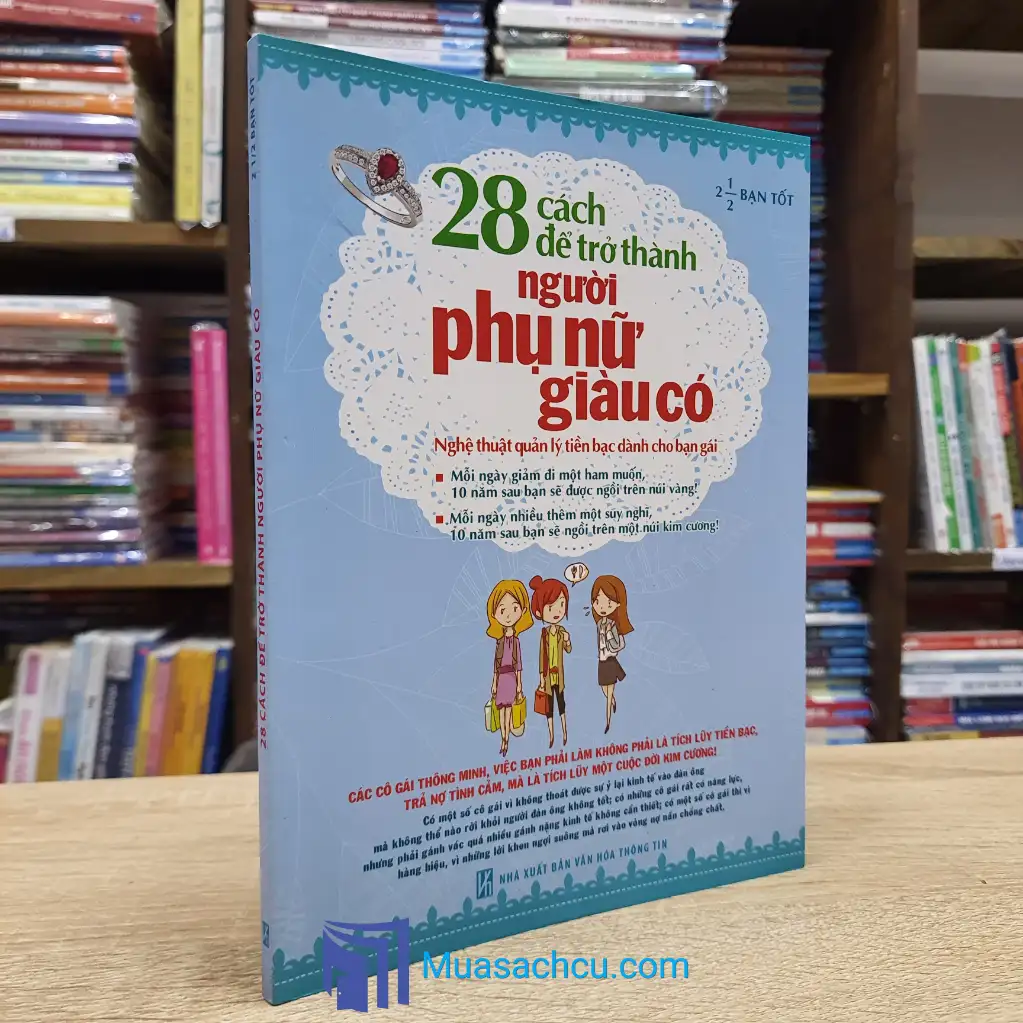 2 1/2 BẠN TỐT
28 cách
để trở thành
người
phụ nữ
giàu có
Nghệ thuật quản lý tiền bạc dành cho bạn gái
Mỗi ngày giảm đi một ham muốn,
10 năm sau bạn sẽ được ngồi trên núi vàng!
Mỗi ngày nhiều thêm một suy nghĩ,
10 năm sau bạn sẽ ngồi trên một núi kim cương!
CÁC CÔ GÁI THÔNG MINH, VIỆC BẠN PHẢI LÀM KHÔNG PHẢI LÀ TÍCH LŨY TIỀN BẠC,
TRẢ NỢ TÌNH CẢM, MÀ LÀ TÍCH LŨY MỘT CUỘC ĐỜI KIM CƯƠNG!
Có một số cô gái vì không thoát được sự ỷ lại kinh tế vào đàn ông
mà không thể nào rời khỏi người đàn ông không tốt; có những cô gái rất có năng lực,
nhưng phải gánh vác quá nhiều gánh nặng kinh tế không cần thiết; có một số cô gái thì vì
hàng hiệu, vì những lời khen ngợi suông mà rơi vào vòng nợ nần chồng chất.
NHÀ XUẤT BẢN VĂN HÓA THÔNG TIN
2 1/2 BẠN TỐT
28 CÁCH ĐỂ TRỞ THÀNH NGƯỜI PHỤ NỮ GIÀU CÓ
Muasachcu.com